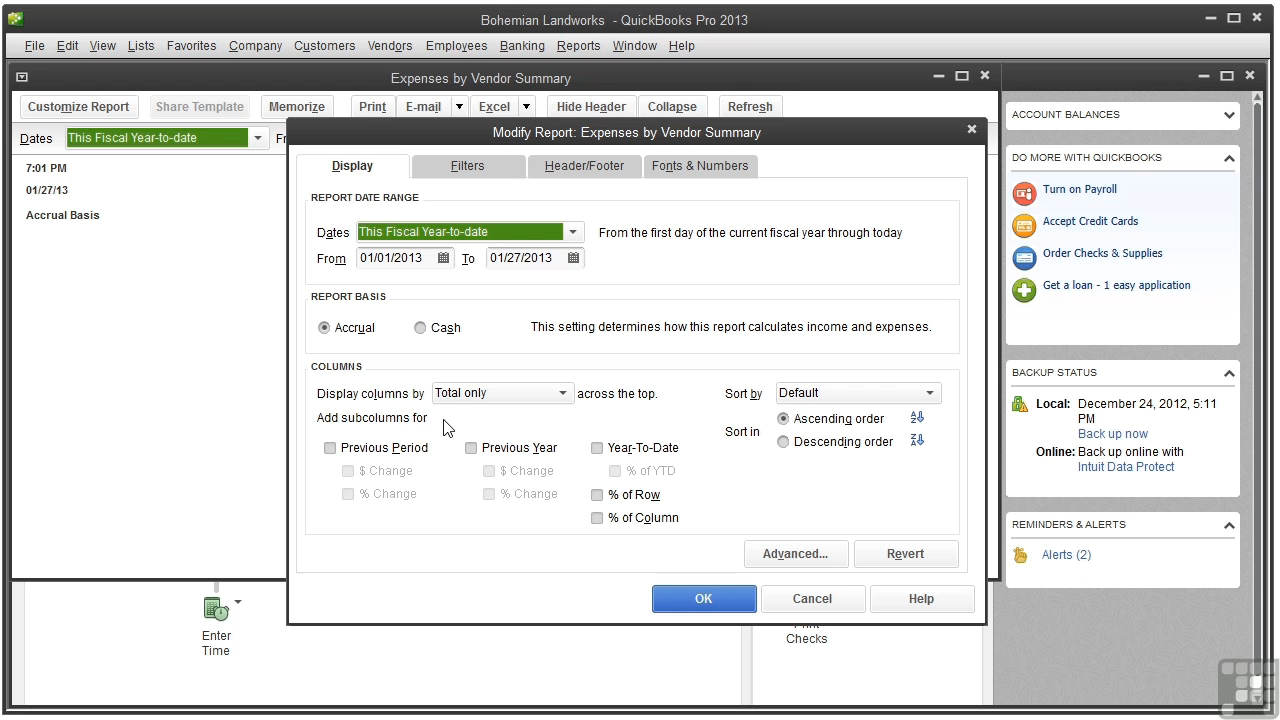 Bohemian Landworks - QuickBooks Pro 2013
File Edit View Lists Favorites Company Customers Vendors Employees Banking Reports Window Help
Expenses by Vendor Summary
Customize Report Share Template Memorize Print E-mail Excel Hide Header Collapse Refresh
Dates This Fiscal Year-to-date
7:01 PM
01/27/13
Accrual Basis
Modify Report: Expenses by Vendor Summary
Display Filters Header/Footer Fonts & Numbers
REPORT DATE RANGE
Dates This Fiscal Year-to-date From the first day of the current fiscal year through today
From 01/01/2013 To 01/27/2013
REPORT BASIS
Accrual Cash This setting determines how this report calculates income and expenses.
COLUMNS
Display columns by Total only across the top. Sort by Default
Add subcolumns for
Sort in Ascending order
Descending order
Previous Period Previous Year Year-To-Date
$ Change $ Change % of YTD
% Change % Change % of Row
% of Column
Advanced... Revert
OK Cancel Help
Enter
Time
Print
Checks
ACCOUNT BALANCES
DO MORE WITH QUICKBOOKS
Turn on Payroll
Accept Credit Cards
Order Checks & Supplies
Get a loan - 1 easy application
BACKUP STATUS
Local: December 24, 2012, 5:11
PM
Back up now
Online: Back up online with
Intuit Data Protect
REMINDERS & ALERTS
Alerts (2)